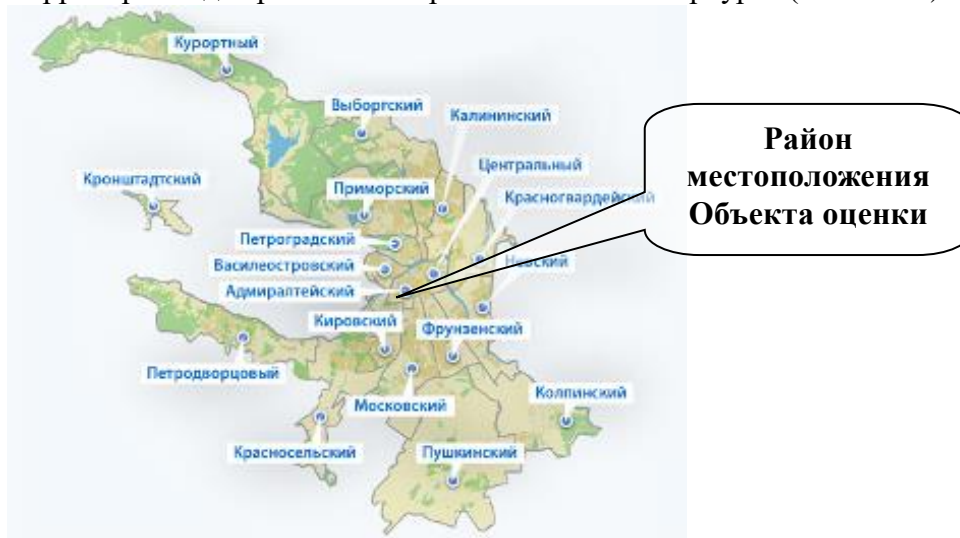 Курортный
Выборгский
Калининский
Район
местоположения
Объекта оценки
Центральный
Кронштадтский
Приморский
Красногвардейский
Петроградский
Василеостровский
Невский
Адмиралтейский
Кировский
Фрунзенский
Петродворцовый
Колпинский
Московский
Красносельский
Пушкинский